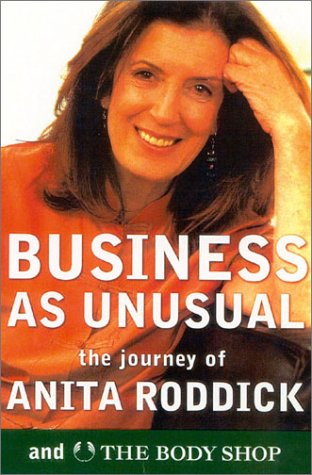 BUSINESS
AS UNUSUAL
the journey of
ANITA RODDICK
and THE BODY SHOP